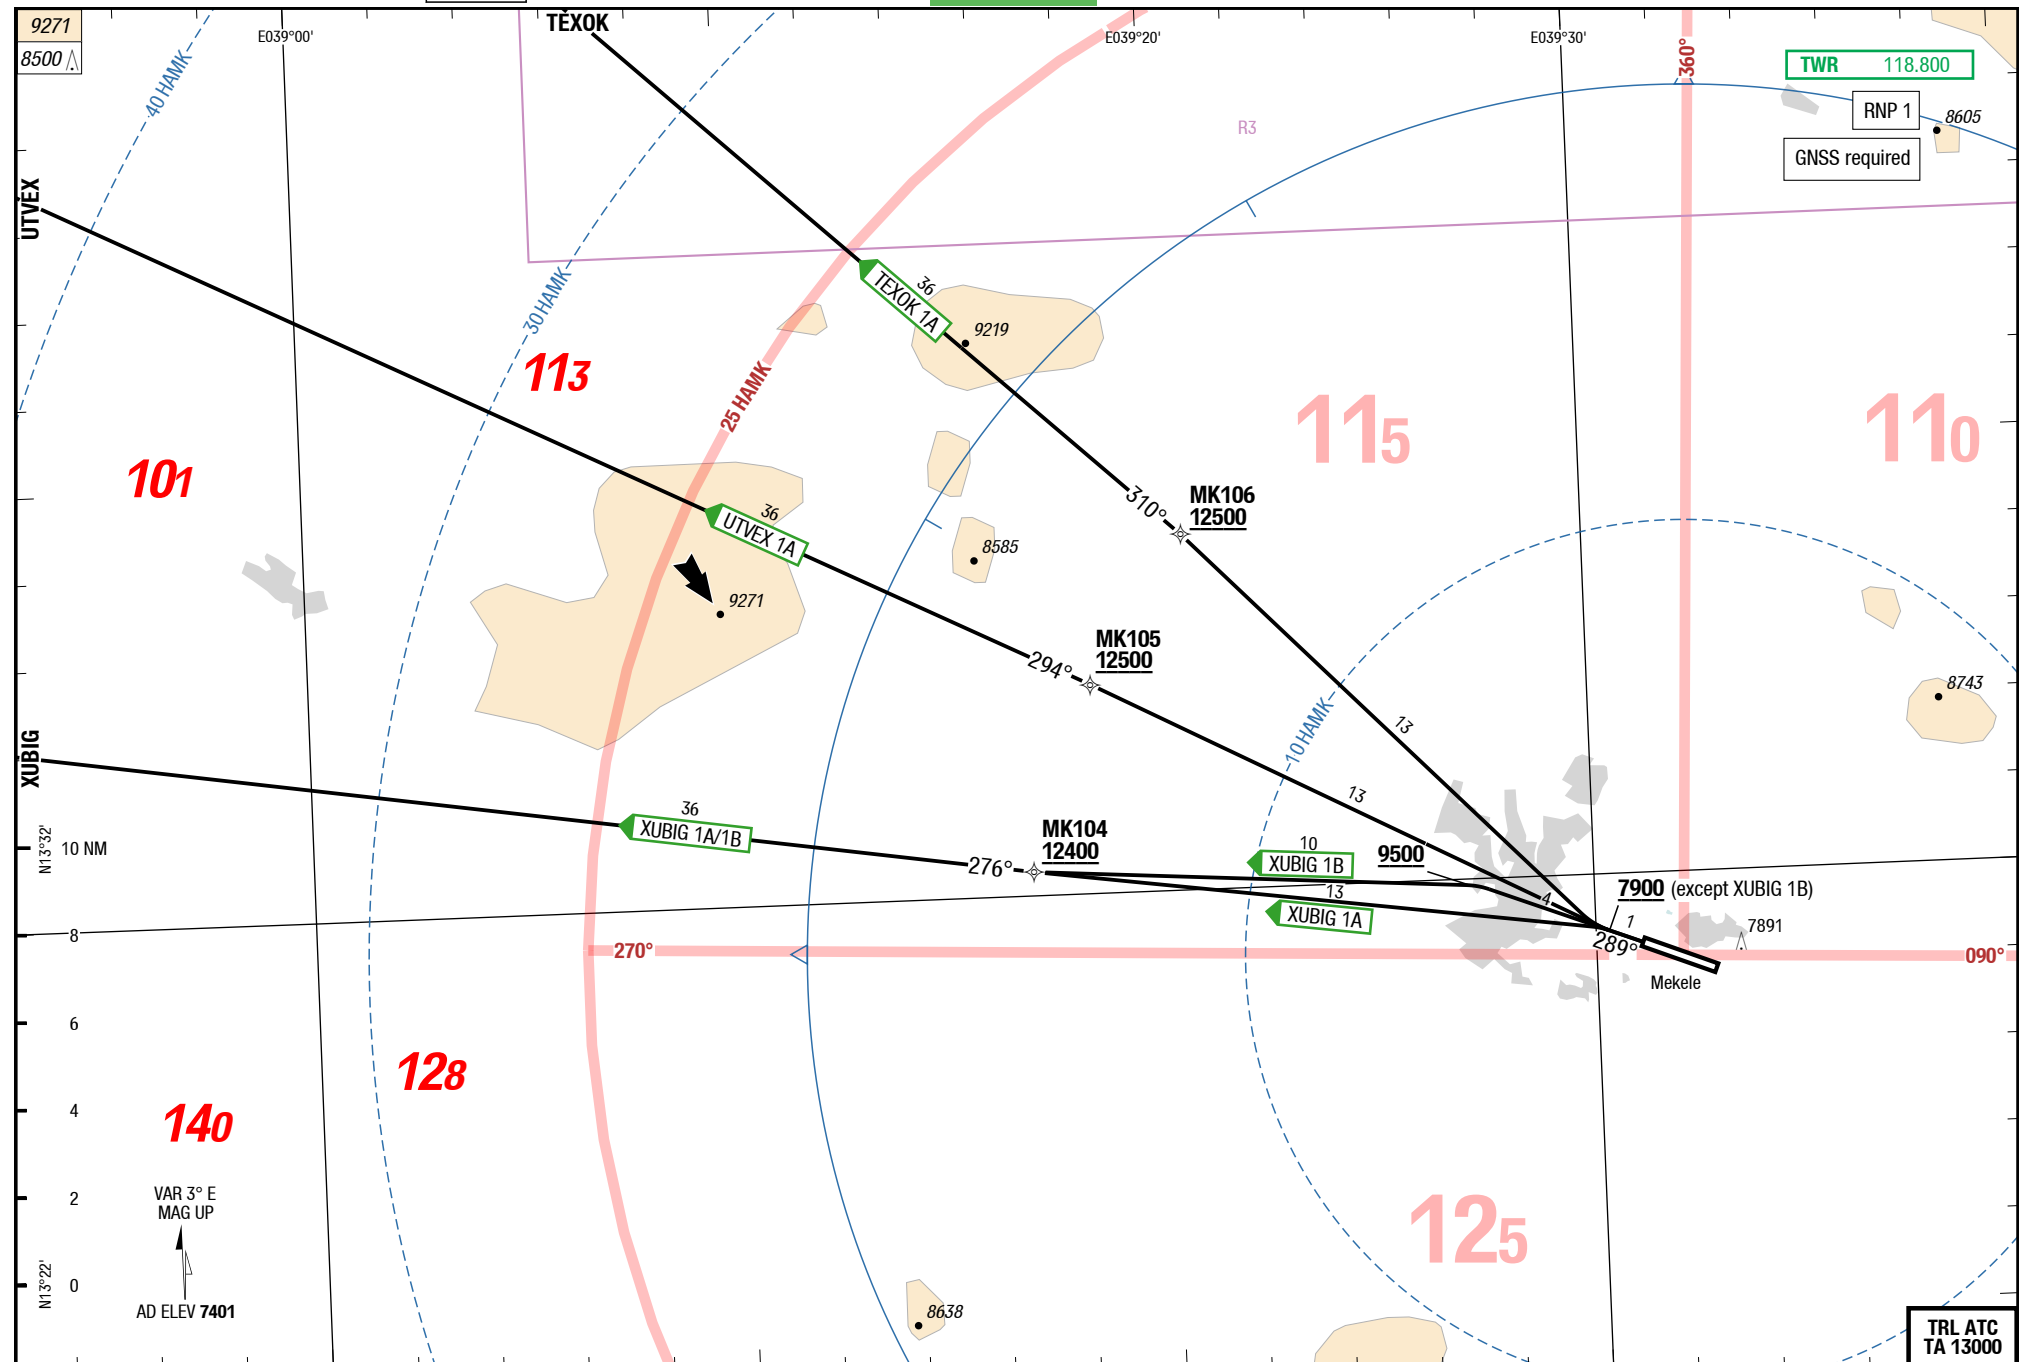 9271
8500
TEXOK
E039°00'
E039°20'
E039°30'
360°
TWR 118.800
RNP 1
GNSS required
8605
40 HAMK
R3
UTVEX
30 HAMK
36
TEXOK 1A
9219
113
25 HAMK
115
110
101
310°
MK106
12500
36
UTVEX 1A
8585
9271
MK105
12500
294°
8743
10 HAMK
13
XUBIG
13
36
XUBIG 1A/1B
MK104
12400
276°
10
XUBIG 1B
9500
13
XUBIG 1A
4
7900 (except XUBIG 1B)
1
7891
289°
270°
090°
Mekele
N13°32'
10 NM
8
6
4
2
0
128
140
125
VAR 3° E
MAG UP
N13°22'
AD ELEV 7401
8638
TRL ATC
TA 13000